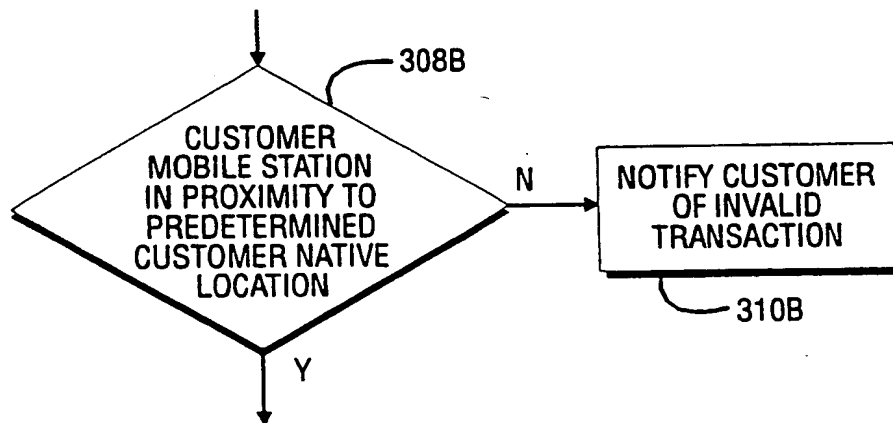 308B
CUSTOMER
MOBILE STATION
IN PROXIMITY TO
PREDETERMINED
CUSTOMER NATIVE
LOCATION
N
NOTIFY CUSTOMER
OF INVALID
TRANSACTION
310B
Y